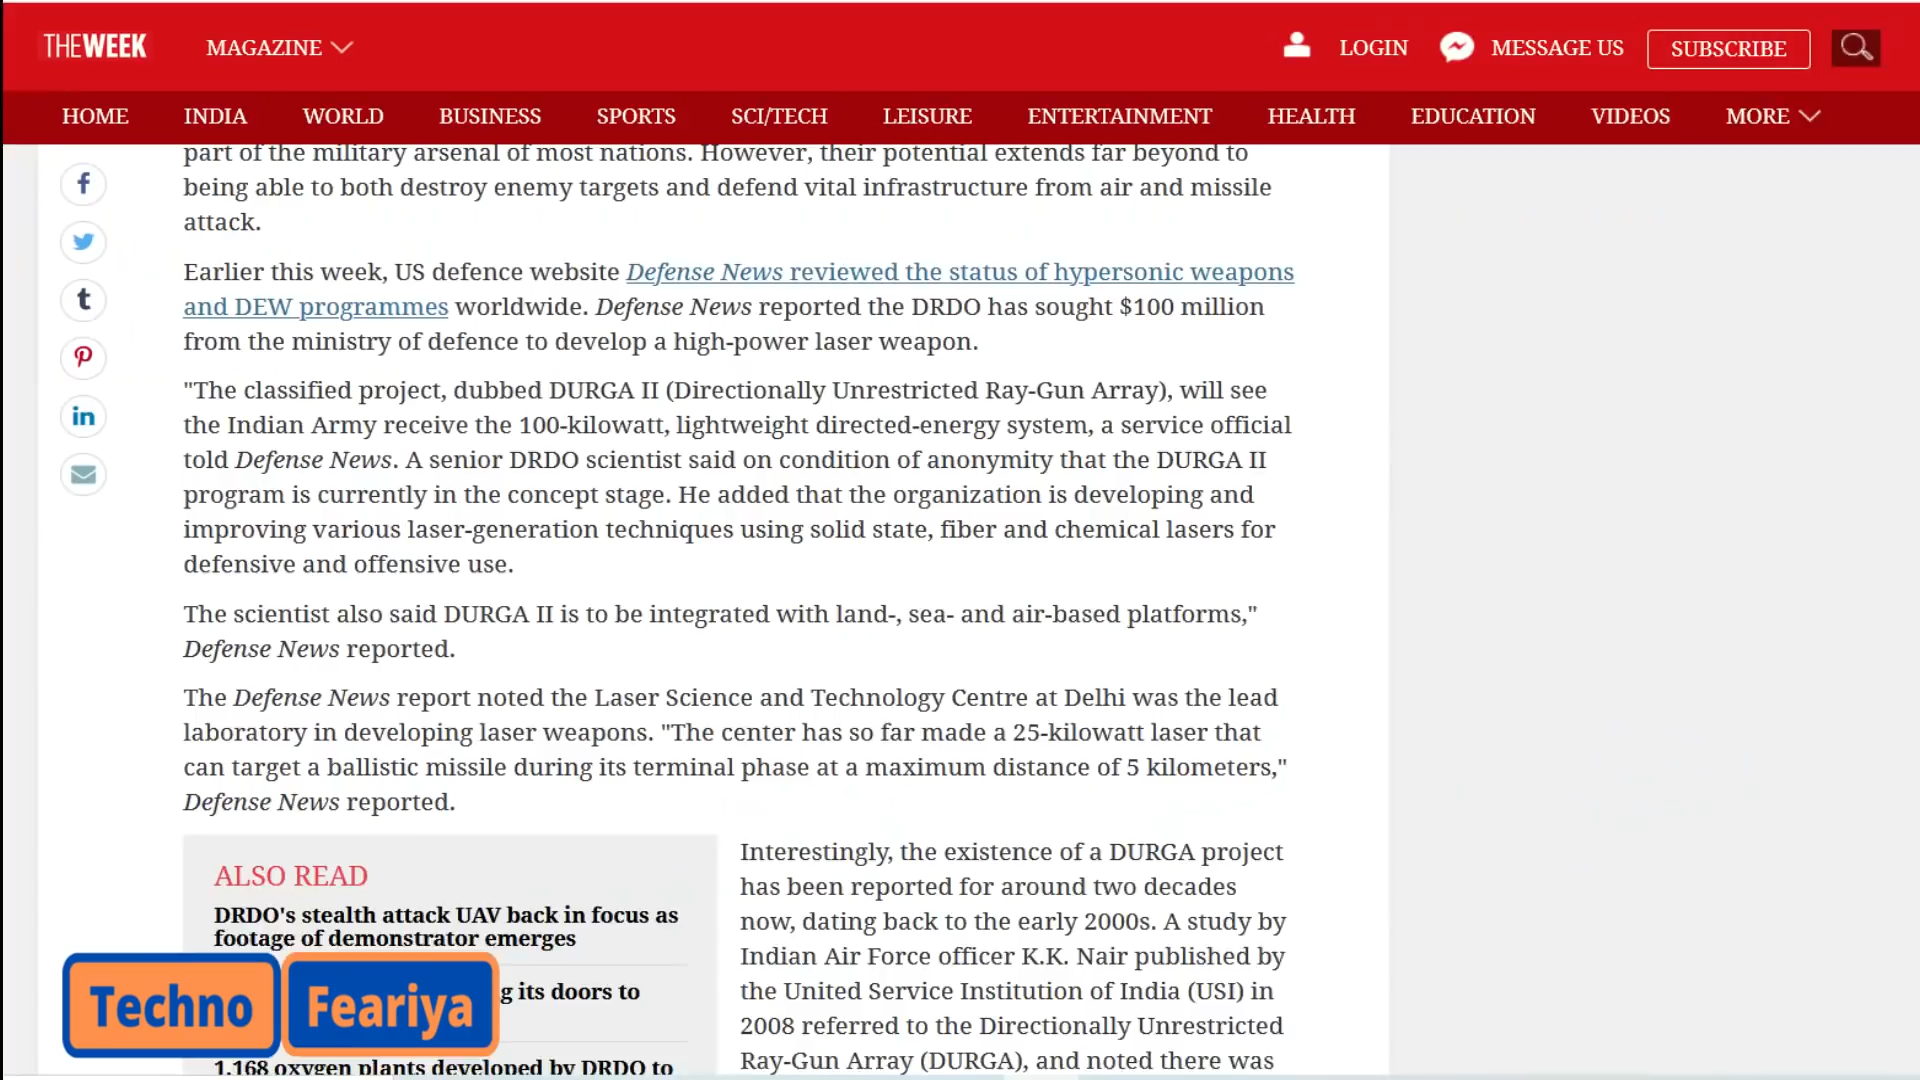 THEWEEK
MAGAZINE
LOGIN
MESSAGE US
SUBSCRIBE
HOME
INDIA
WORLD
BUSINESS
SPORTS
SCI/TECH
LEISURE
ENTERTAINMENT
HEALTH
EDUCATION
VIDEOS
MORE
part of the military arsenal of most nations. However, their potential extends far beyond to
being able to both destroy enemy targets and defend vital infrastructure from air and missile
attack.
Earlier this week, US defence website Defense News reviewed the status of hypersonic weapons
and DEW programmes worldwide. Defense News reported the DRDO has sought $100 million
from the ministry of defence to develop a high-power laser weapon.
"The classified project, dubbed DURGA II (Directionally Unrestricted Ray-Gun Array), will see
the Indian Army receive the 100-kilowatt, lightweight directed-energy system, a service official
told Defense News. A senior DRDO scientist said on condition of anonymity that the DURGA II
program is currently in the concept stage. He added that the organization is developing and
improving various laser-generation techniques using solid state, fiber and chemical lasers for
defensive and offensive use.
The scientist also said DURGA II is to be integrated with land-, sea- and air-based platforms,"
Defense News reported.
The Defense News report noted the Laser Science and Technology Centre at Delhi was the lead
laboratory in developing laser weapons. "The center has so far made a 25-kilowatt laser that
can target a ballistic missile during its terminal phase at a maximum distance of 5 kilometers,"
Defense News reported.
ALSO READ
DRDO's stealth attack UAV back in focus as
footage of demonstrator emerges
g its doors to
1,168 oxygen plants developed by DRDO to
Techno Feariya
Interestingly, the existence of a DURGA project
has been reported for around two decades
now, dating back to the early 2000s. A study by
Indian Air Force officer K.K. Nair published by
the United Service Institution of India (USI) in
2008 referred to the Directionally Unrestricted
Ray-Gun Array (DURGA), and noted there was